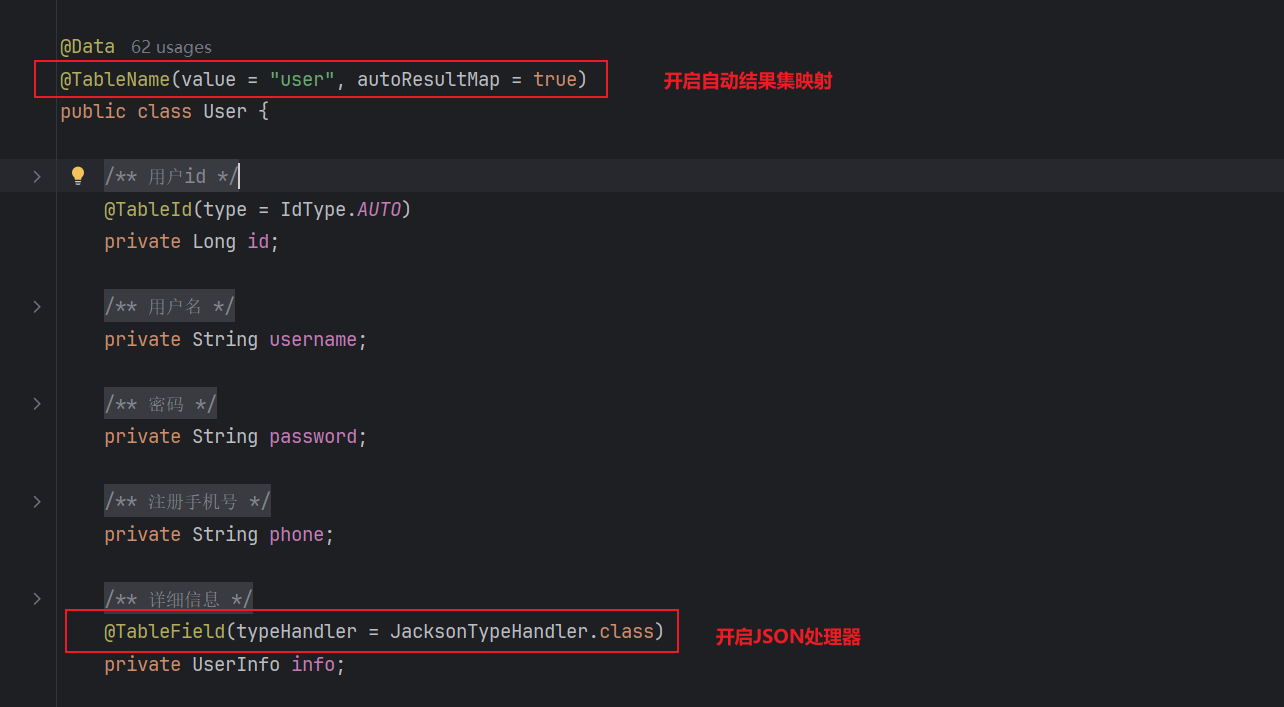 @Data 62 usages
@TableName(value = "user", autoResultMap = true) 开启自动结果集映射
public class User {
/** 用户id */
@TableId(type = IdType.AUTO)
private Long id;
/** 用户名 */
private String username;
/** 密码 */
private String password;
/** 注册手机号 */
private String phone;
/** 详细信息 */
@TableField(typeHandler = JacksonTypeHandler.class) 开启JSON处理器
private UserInfo info;